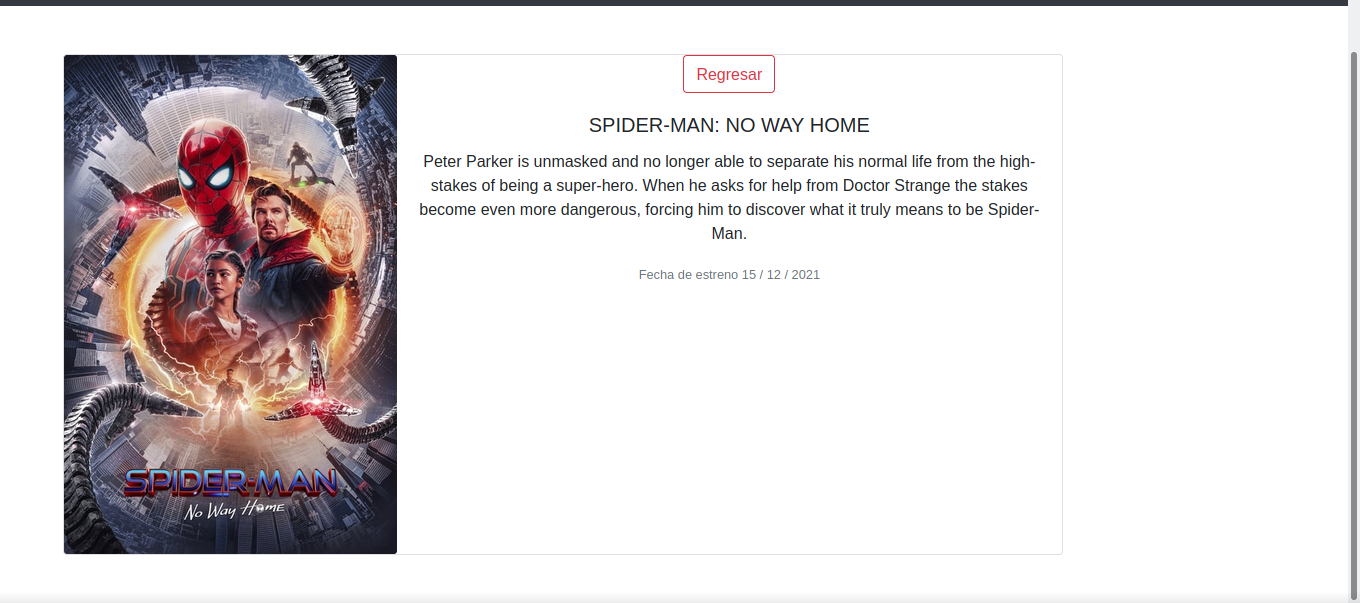 Regresar
SPIDER-MAN: NO WAY HOME
Peter Parker is unmasked and no longer able to separate his normal life from the high-
stakes of being a super-hero. When he asks for help from Doctor Strange the stakes
become even more dangerous, forcing him to discover what it truly means to be Spider-
Man.
Fecha de estreno 15 / 12 / 2021
SPIDER-MAN
No Way Home